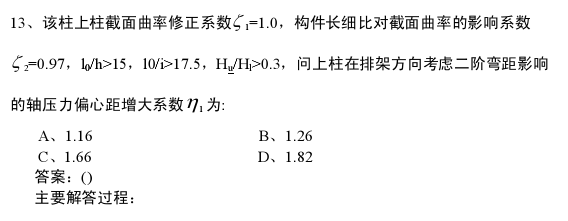 13、该柱上柱截面曲率修正系数ζ₁=1.0，构件长细比对截面曲率的影响系数
ζ₂=0.97，l₀/h>15，l0/i>17.5，Hu/Hl>0.3，问上柱在排架方向考虑二阶弯距影响
的轴压力偏心距增大系数η₁为:
A、1.16 B、1.26
C、1.66 D、1.82
答案：()
主要解答过程：